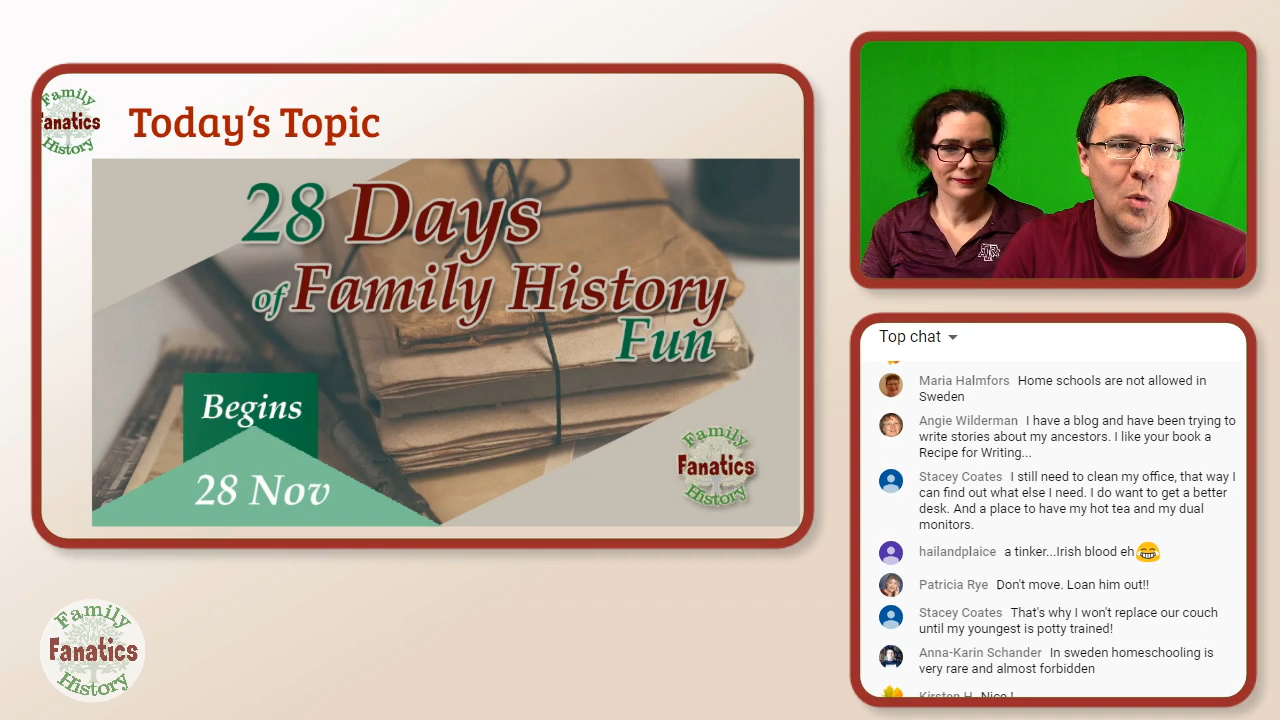 Family
Fanatics
History
Today's Topic
28 Days
of Family History
Fun
Begins
28 Nov
Family
Fanatics
History
Family
Fanatics
History
ATM
Top chat
Maria Halmfors Home schools are not allowed in
Sweden
Angie Wilderman I have a blog and have been trying to
write stories about my ancestors. I like your book a
Recipe for Writing...
Stacey Coates I still need to clean my office, that way I
can find out what else I need. I do want to get a better
desk. And a place to have my hot tea and my dual
monitors.
hailandplaice a tinker...Irish blood eh😂
Patricia Rye Don't move. Loan him out!!
Stacey Coates That's why I won't replace our couch
until my youngest is potty trained!
Anna-Karin Schander In sweden homeschooling is
very rare and almost forbidden
Kirsten H Nice !